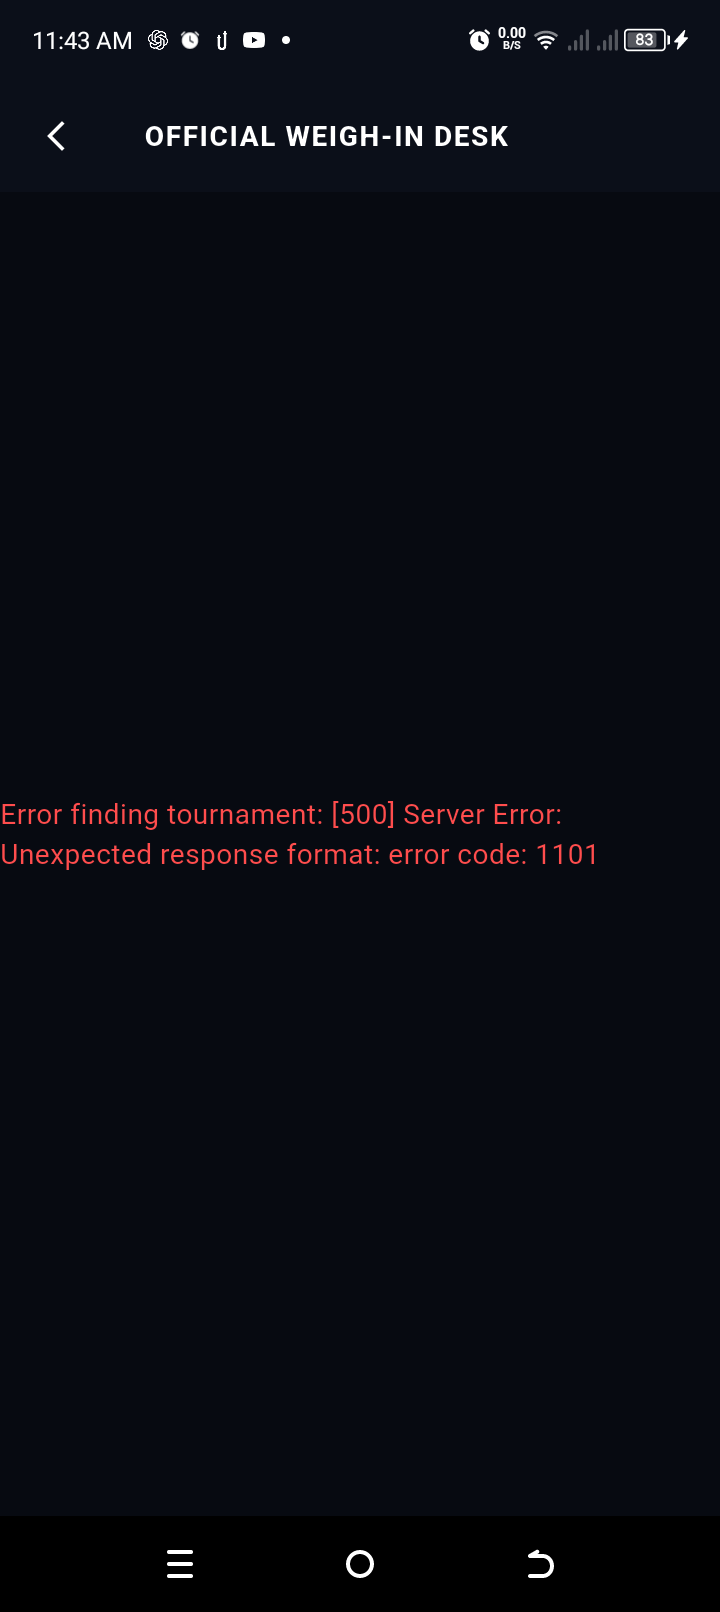 11:43 AM
0.00
B/S
83
OFFICIAL WEIGH-IN DESK
Error finding tournament: [500] Server Error:
Unexpected response format: error code: 1101